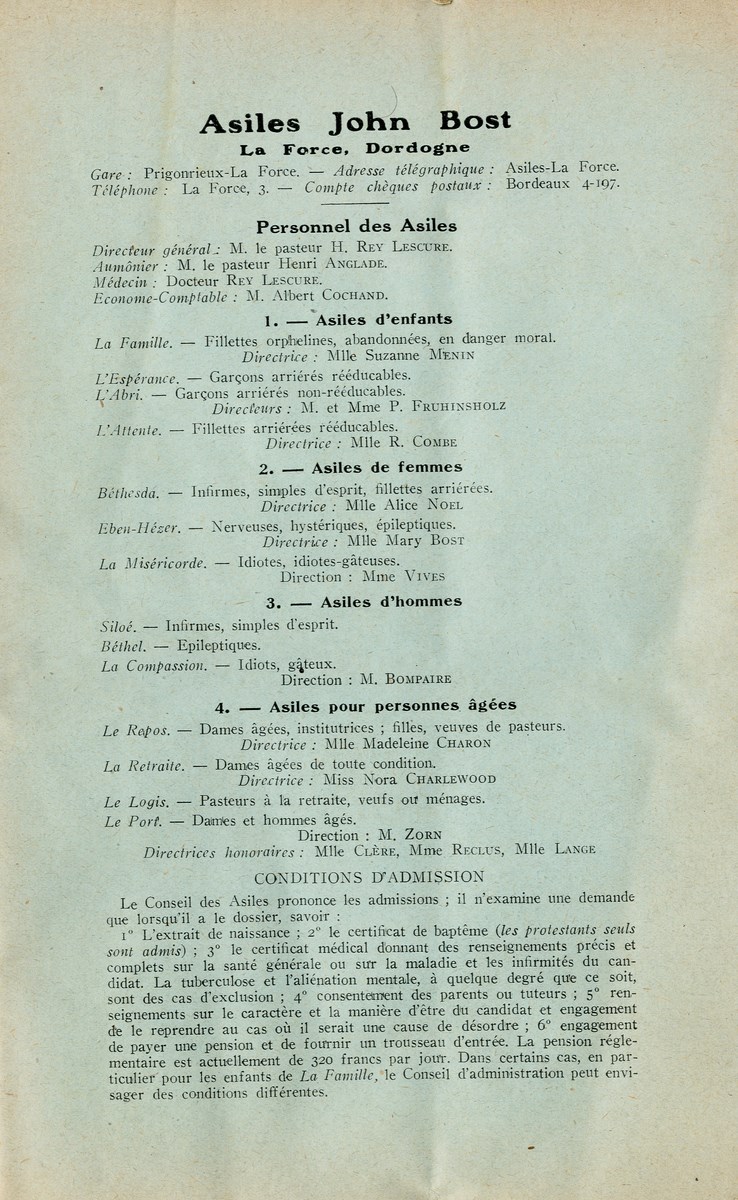 Asiles John Bost
La Force, Dordogne
Gare : Prigonrieux-La Force. — Adresse télégraphique : Asiles-La Force.
Téléphone : La Force, 3. — Compte chèques postaux : Bordeaux 4-197.
Personnel des Asiles
Directeur général : M. le pasteur H. REY LESCURE.
Aumônier : M. le pasteur Henri ANGLADE.
Médecin : Docteur REY LESCURE.
Econome-Comptable : M. Albert COCHAND.
1. — Asiles d'enfants
La Famille. — Fillettes orphelines, abandonnées, en danger moral.
Directrice : Mlle Suzanne MENIN
L'Espérance. — Garçons arriérés rééducables.
L'Abri. — Garçons arriérés non-rééducables.
Directeurs : M. et Mme P. FRUHINSHOLZ
L'Attente. — Fillettes arriérées rééducables.
Directrice : Mlle R. COMBE
2. — Asiles de femmes
Béthesda. — Infirmes, simples d'esprit, fillettes arriérées.
Directrice : Mlle Alice NOEL
Eben-Hézer. — Nerveuses, hystériques, épileptiques.
Directrice : Mlle Mary BOST
La Miséricorde. — Idiotes, idiotes-gâteuses.
Direction : Mme VIVES
3. — Asiles d'hommes
Siloé. — Infirmes, simples d'esprit.
Béthel. — Epileptiques.
La Compassion. — Idiots, gâteux.
Direction : M. BOMPAIRE
4. — Asiles pour personnes âgées
Le Repos. — Dames âgées, institutrices ; filles, veuves de pasteurs.
Directrice : Mlle Madeleine CHARON
La Retraite. — Dames âgées de toute condition.
Directrice : Miss Nora CHARLEWOOD
Le Logis. — Pasteurs à la retraite, veufs ou ménages.
Le Port. — Dames et hommes âgés.
Direction : M. ZORN
Directrices honoraires : Mlle CLÈRE, Mme RECLUS, Mlle LANGE
CONDITIONS D'ADMISSION
Le Conseil des Asiles prononce les admissions ; il n'examine une demande
que lorsqu'il a le dossier, savoir :
1° L'extrait de naissance ; 2° le certificat de baptême (les protestants seuls
sont admis) ; 3° le certificat médical donnant des renseignements précis et
complets sur la santé générale ou sur la maladie et les infirmités du can-
didat. La tuberculose et l'aliénation mentale, à quelque degré que ce soit,
sont des cas d'exclusion ; 4° consentement des parents ou tuteurs ; 5° ren-
seignements sur le caractère et la manière d'être du candidat et engagement
de le reprendre au cas où il serait une cause de désordre ; 6° engagement
de payer une pension et de fournir un trousseau d'entrée. La pension régle-
mentaire est actuellement de 320 francs par jour. Dans certains cas, en par-
ticulier pour les enfants de La Famille, le Conseil d'administration peut envi-
sager des conditions différentes.